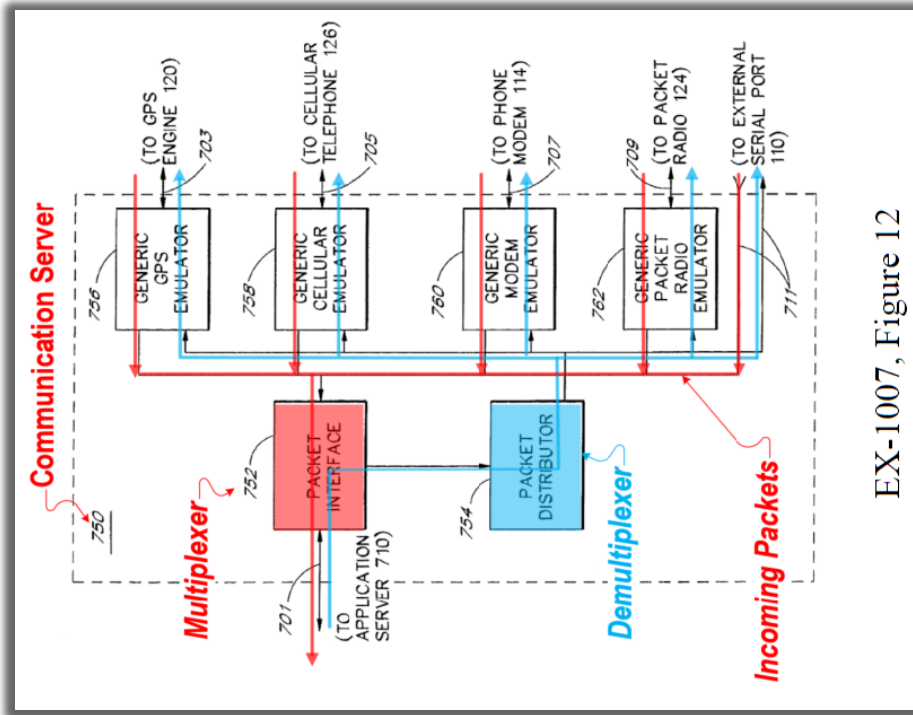 Communication Server
750
756
GENERIC
GPS
EMULATOR
(TO GPS
ENGINE 120)
703
758
GENERIC
CELLULAR
EMULATOR
(TO CELLULAR
TELEPHONE 126)
705
760
GENERIC
MODEM
EMULATOR
(TO PHONE
MODEM 114)
707
762
GENERIC
PACKET
RADIO
EMULATOR
709
(TO PACKET
RADIO 124)
(TO EXTERNAL
SERIAL PORT
110)
711
Multiplexer
752
PACKET
INTERFACE
701
(TO
APPLICATION
SERVER 710)
754
PACKET
DISTRIBUTOR
Demultiplexer
Incoming Packets
EX-1007, Figure 12